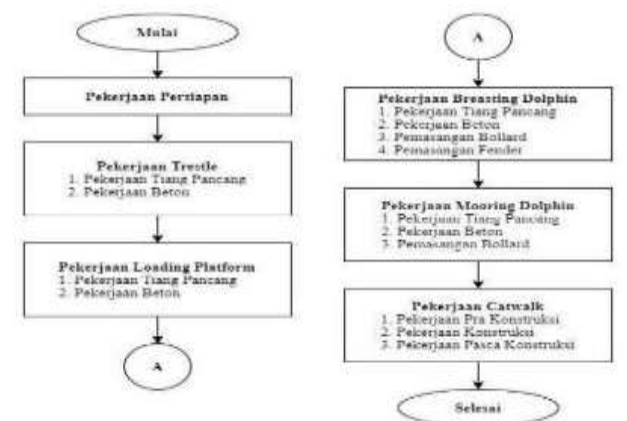 Mulai
Pekerjaan Persiapan
Pekerjaan Trestle
1. Pekerjaan Tiang Pancang
2. Pekerjaan Beton
Pekerjaan Loading Platform
1. Pekerjaan Tiang Pancang
2. Pekerjaan Beton
A
A
Pekerjaan Breasting Dolphin
1. Pekerjaan Tiang Pancang
2. Pekerjaan Beton
3. Pemasangan Bollard
4. Pemasangan Fender
Pekerjaan Mooring Dolphin
1. Pekerjaan Tiang Pancang
2. Pekerjaan Beton
3. Pemasangan Bollard
Pekerjaan Catwalk
1. Pekerjaan Pra Konstruksi
2. Pekerjaan Konstruksi
3. Pekerjaan Pasca Konstruksi
Selesai